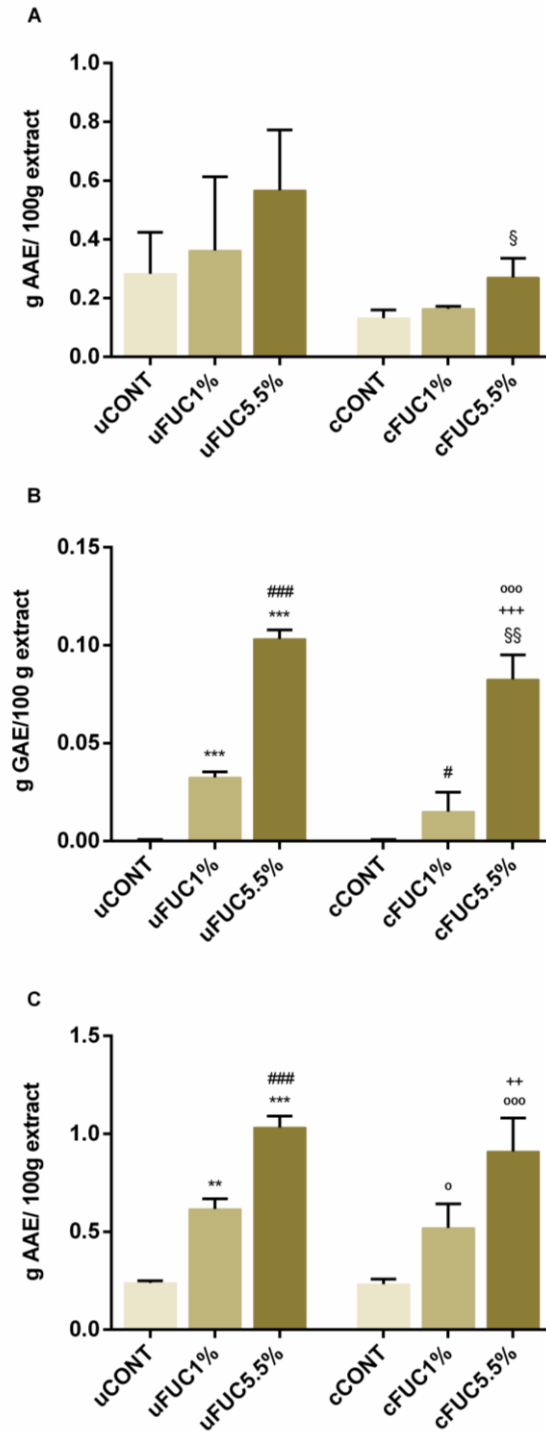 A
g AAE/ 100g extract
1.0
0.8
0.6
0.4
0.2
0.0
§
uCONT
uFUC1%
uFUC5.5%
cCONT
cFUC1%
cFUC5.5%
B
g GAE/100 g extract
0.15
0.10
0.05
0.00
***
###
***
#
ooo
+++
§§
uCONT
uFUC1%
uFUC5.5%
cCONT
cFUC1%
cFUC5.5%
C
g AAE/ 100g extract
1.5
1.0
0.5
0.0
**
###
***
o
++
ooo
uCONT
uFUC1%
uFUC5.5%
cCONT
cFUC1%
cFUC5.5%